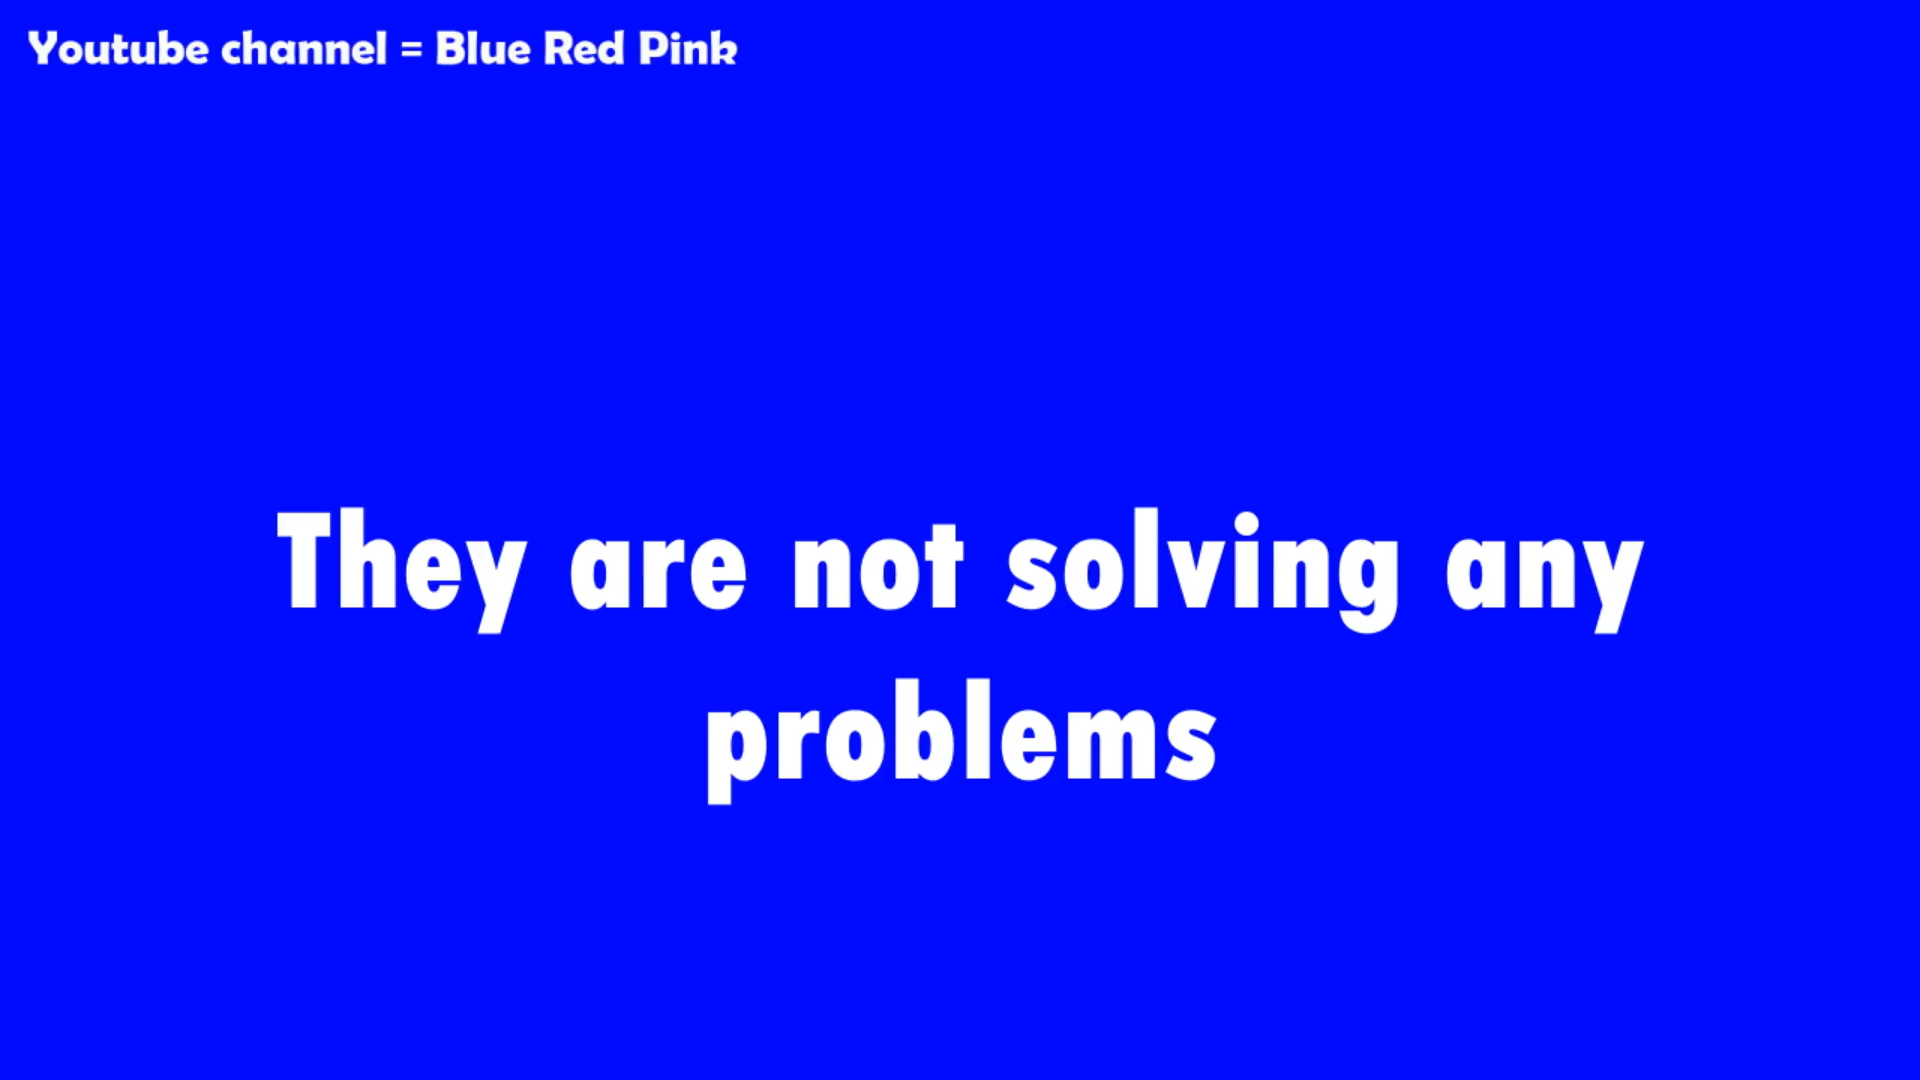 Youtube channel = Blue Red Pink
They are not solving any
problems